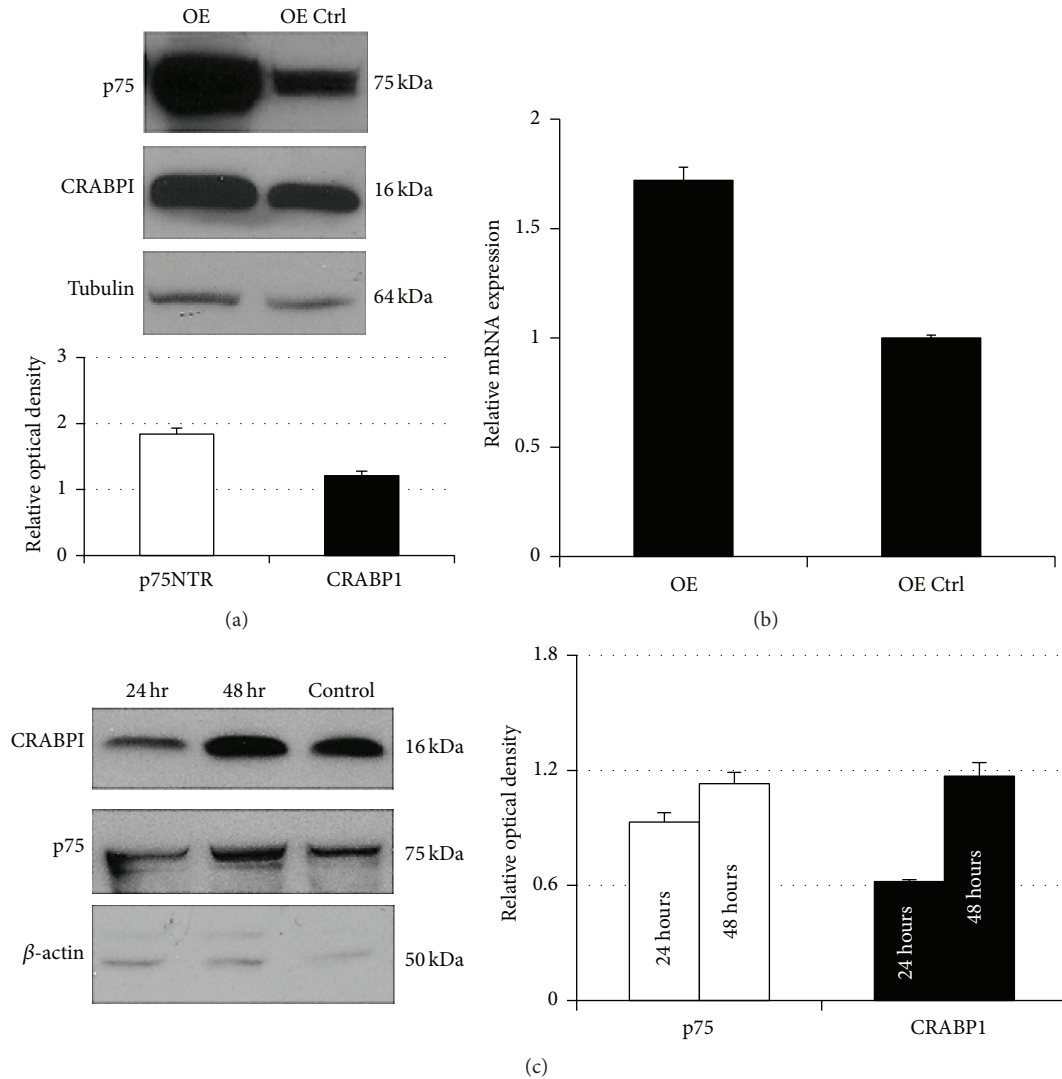 OE OE Ctrl
p75 75 kDa
CRABPI 16 kDa
Tubulin 64 kDa
Relative optical density
3
2
1
0
p75NTR CRABP1
(a)
Relative mRNA expression
2
1.5
1
0.5
0
OE OE Ctrl
(b)
24 hr 48 hr Control
CRABPI 16 kDa
p75 75 kDa
β-actin 50 kDa
Relative optical density
1.8
1.2
0.6
0
24 hours
48 hours
24 hours
48 hours
p75 CRABP1
(c)